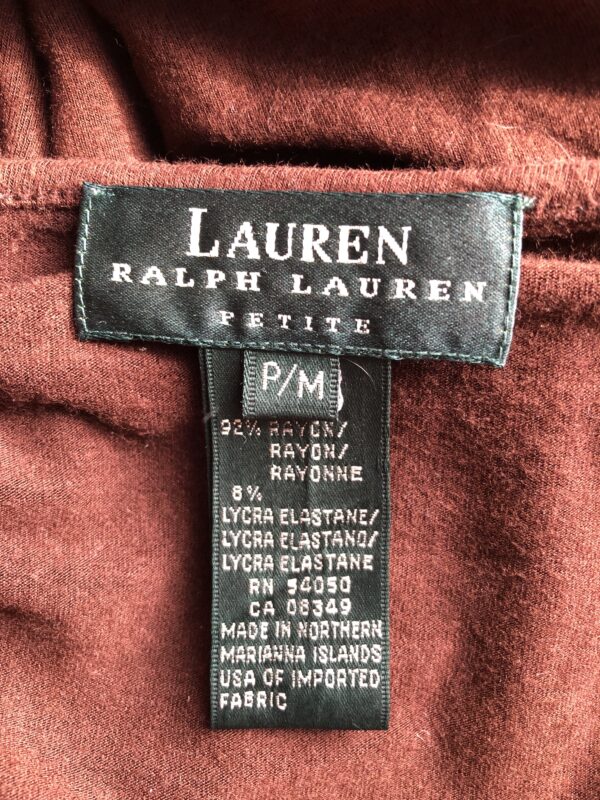 LAUREN
RALPH LAUREN
PETITE
P/M
92% RAYON/
RAYON/
RAYONNE
8%
LYCRA ELASTANE/
LYCRA ELASTANO/
LYCRA ELASTANE
RN 54050
CA 08349
MADE IN NORTHERN
MARIANNA ISLANDS
USA OF IMPORTED
FABRIC